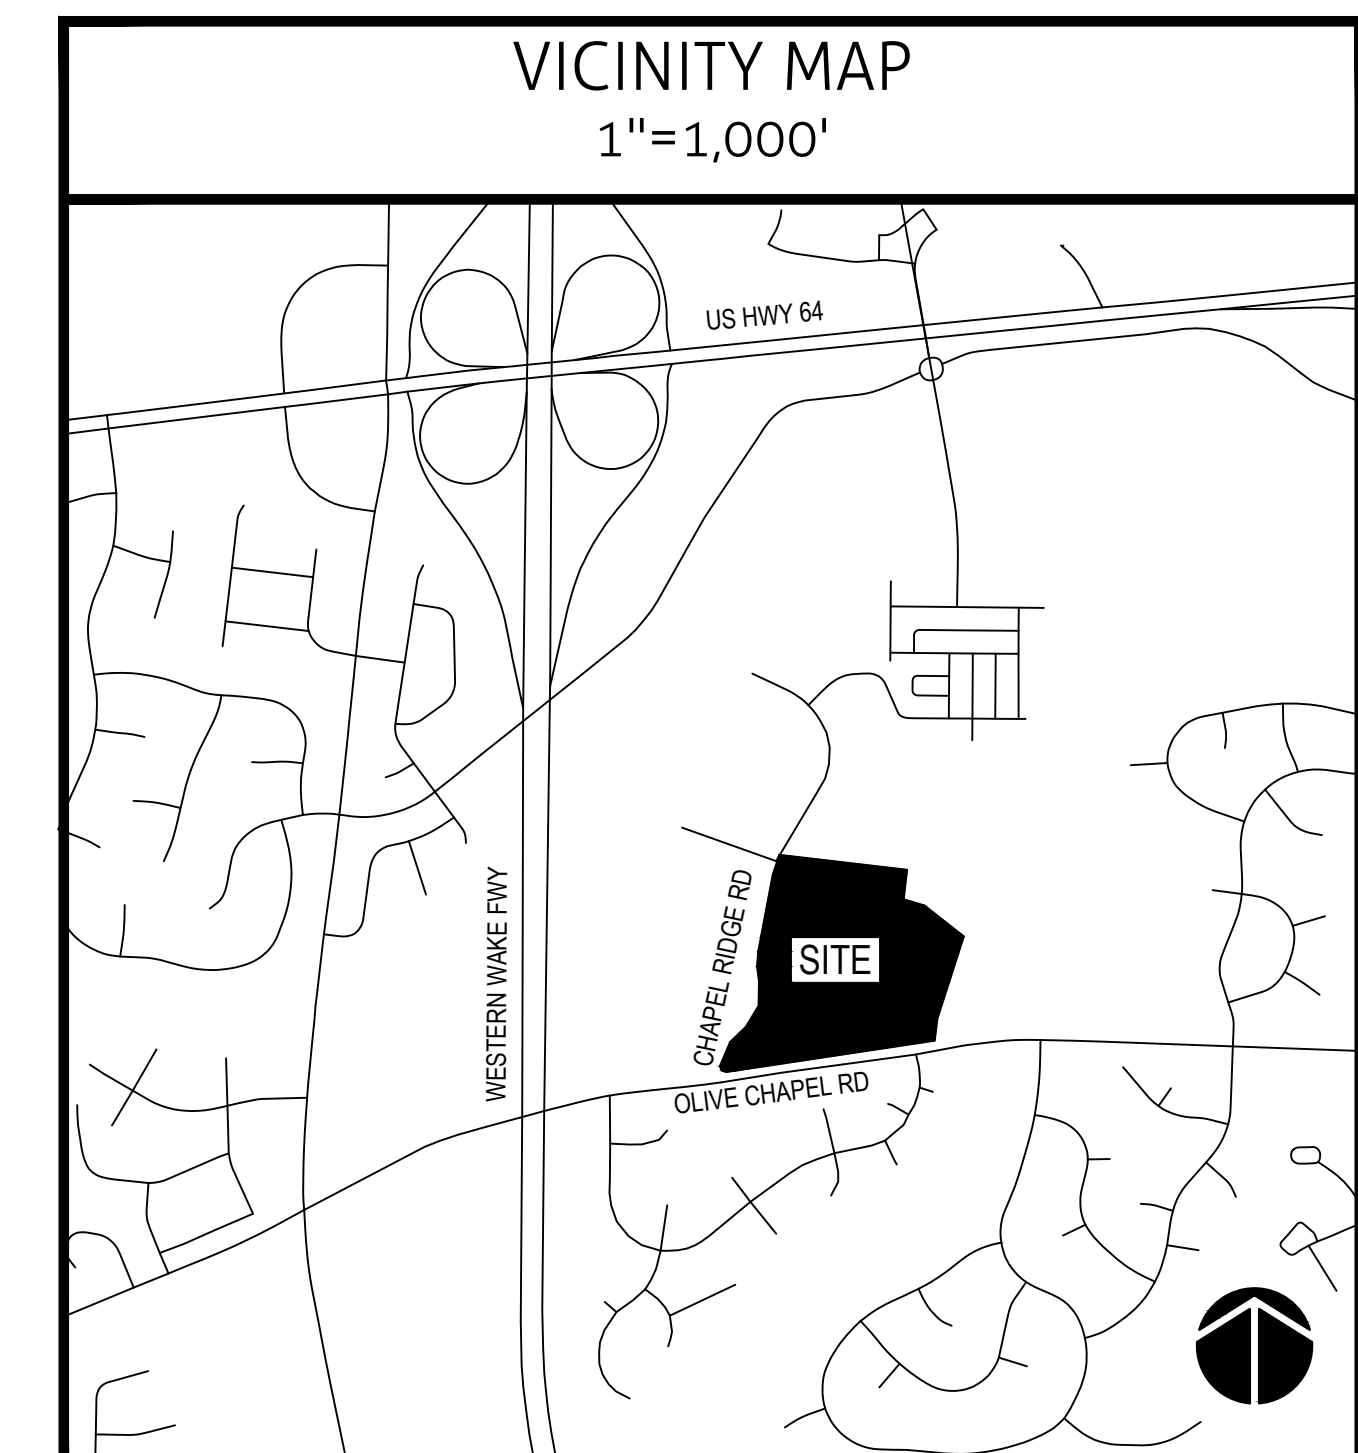 VICINITY MAP
1"=1,000'
US HWY 64
WESTERN WAKE FWY
CHAPEL RIDGE RD
SITE
OLIVE CHAPEL RD